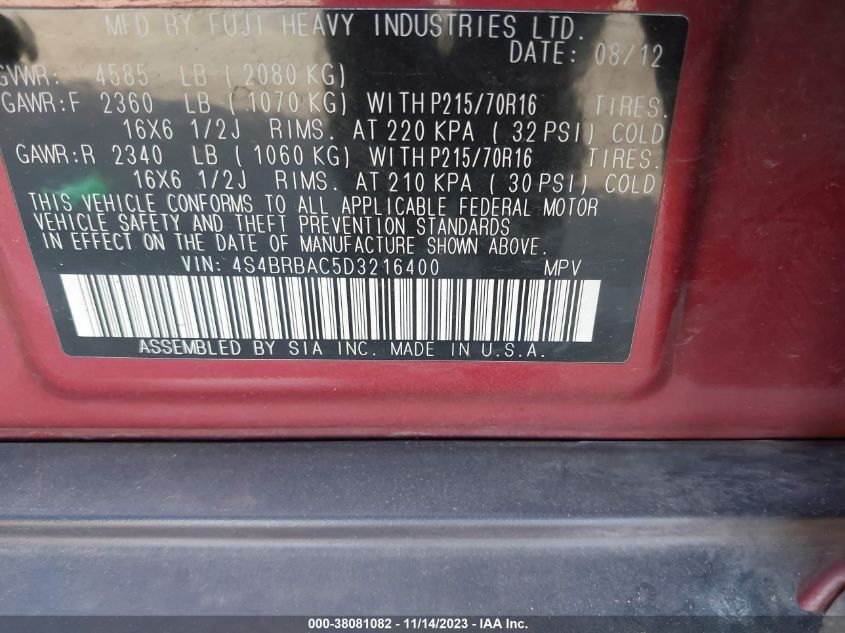 MFD BY FUJI HEAVY INDUSTRIES LTD.
DATE: 08/12
GVWR: 4585 LB ( 2080 KG)
GAWR:F 2360 LB ( 1070 KG) WITH P215/70R16 TIRES.
16X6 1/2J RIMS. AT 220 KPA ( 32 PSI) COLD
GAWR:R 2340 LB ( 1060 KG) WITH P215/70R16 TIRES.
16X6 1/2J RIMS. AT 210 KPA ( 30 PSI) COLD
THIS VEHICLE CONFORMS TO ALL APPLICABLE FEDERAL MOTOR
VEHICLE SAFETY AND THEFT PREVENTION STANDARDS
IN EFFECT ON THE DATE OF MANUFACTURE SHOWN ABOVE.
VIN: 4S4BRBAC5D3216400 MPV
ASSEMBLED BY SIA INC. MADE IN U.S.A.
000-38081082 - 11/14/2023 - IAA Inc.